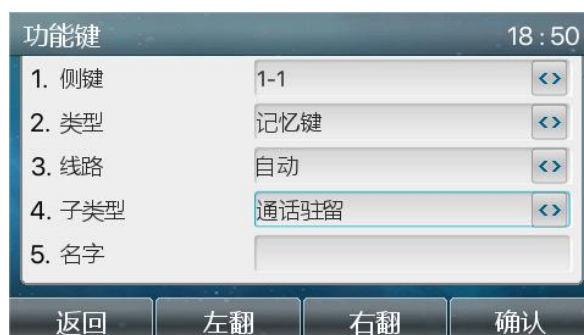 功能键 18:50
1. 侧键 1-1
2. 类型 记忆键
3. 线路 自动
4. 子类型 通话驻留
5. 名字
返回 左翻 右翻 确认